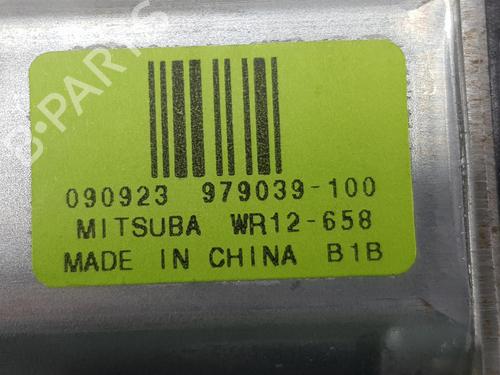 090923 979039-100
MITSUBA WR12-658
MADE IN CHINA B1B
B-PARTS